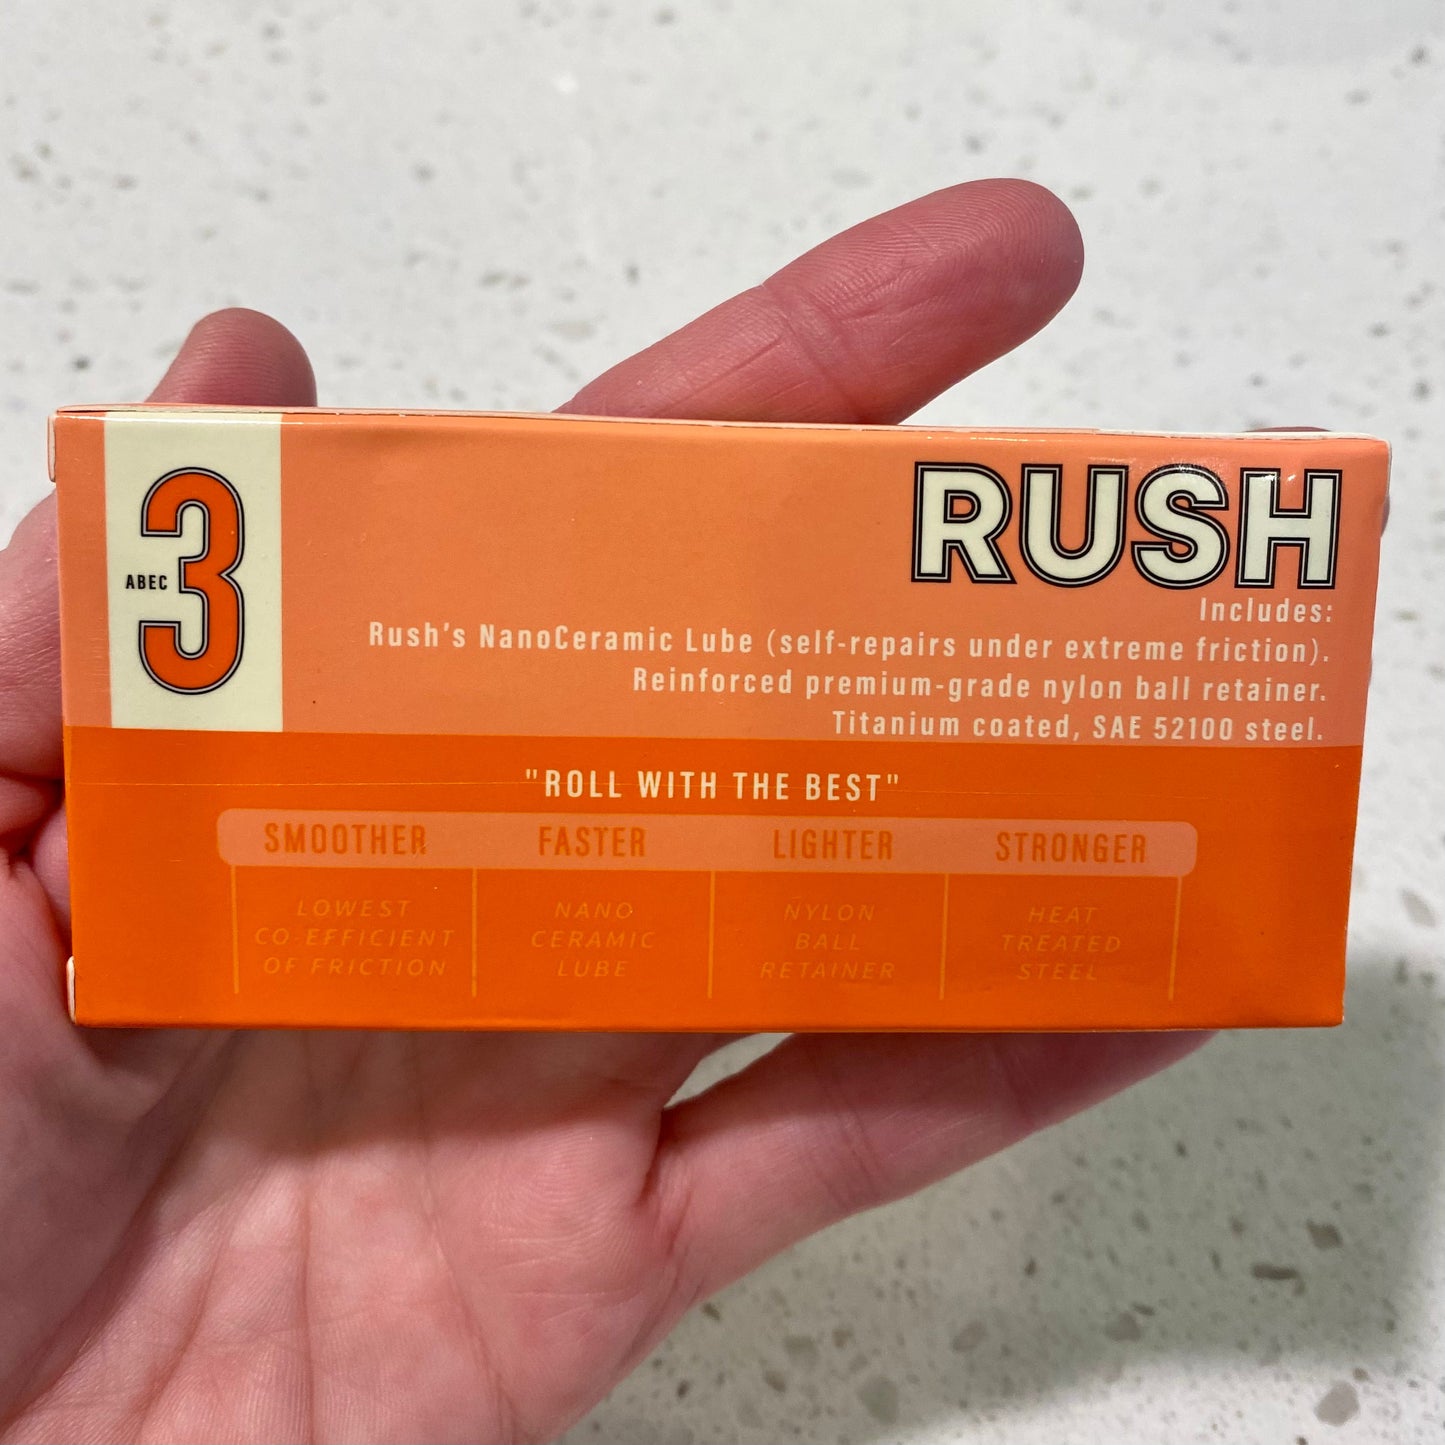 ABEC 3
RUSH
Includes:
Rush's NanoCeramic Lube (self-repairs under extreme friction).
Reinforced premium-grade nylon ball retainer.
Titanium coated, SAE 52100 steel.
"ROLL WITH THE BEST"
SMOOTHER FASTER LIGHTER STRONGER
LOWEST NANO NYLON HEAT
CO-EFFICIENT CERAMIC BALL TREATED
OF FRICTION LUBE RETAINER STEEL